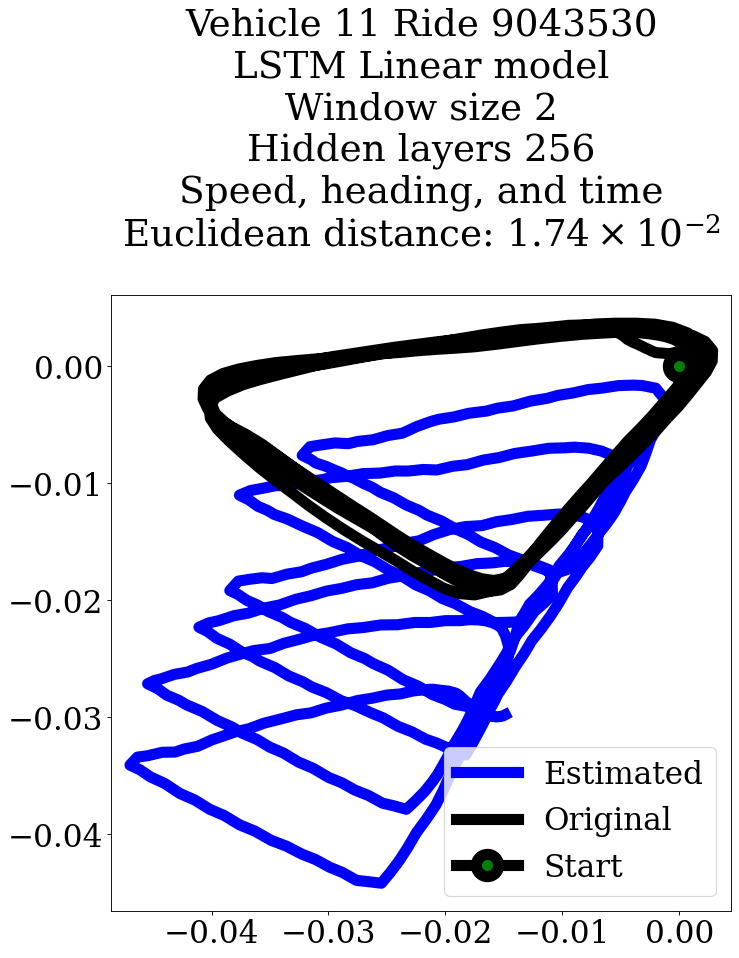 Vehicle 11 Ride 9043530
LSTM Linear model
Window size 2
Hidden layers 256
Speed, heading, and time
Euclidean distance: 1.74 × 10⁻²
0.00
−0.01
−0.02
−0.03
−0.04
Estimated
Original
Start
−0.04 −0.03 −0.02 −0.01 0.00